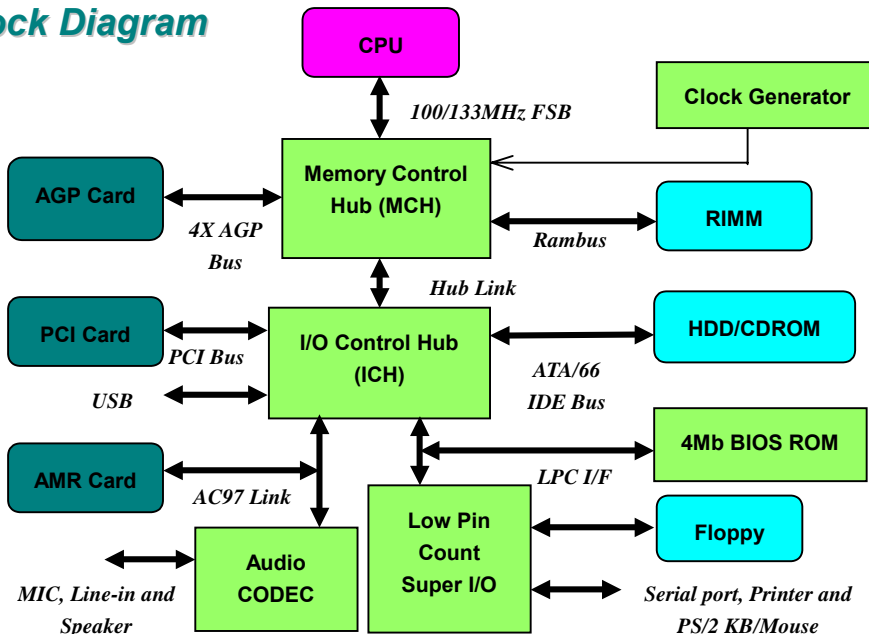 ock Diagram
CPU
Clock Generator
100/133MHz FSB
Memory Control
Hub (MCH)
AGP Card
RIMM
4X AGP
Bus
Rambus
Hub Link
PCI Card
I/O Control Hub
(ICH)
HDD/CDROM
PCI Bus
ATA/66
IDE Bus
USB
4Mb BIOS ROM
AMR Card
AC97 Link
LPC I/F
Low Pin
Count
Super I/O
Floppy
Audio
CODEC
MIC, Line-in and
Speaker
Serial port, Printer and
PS/2 KB/Mouse